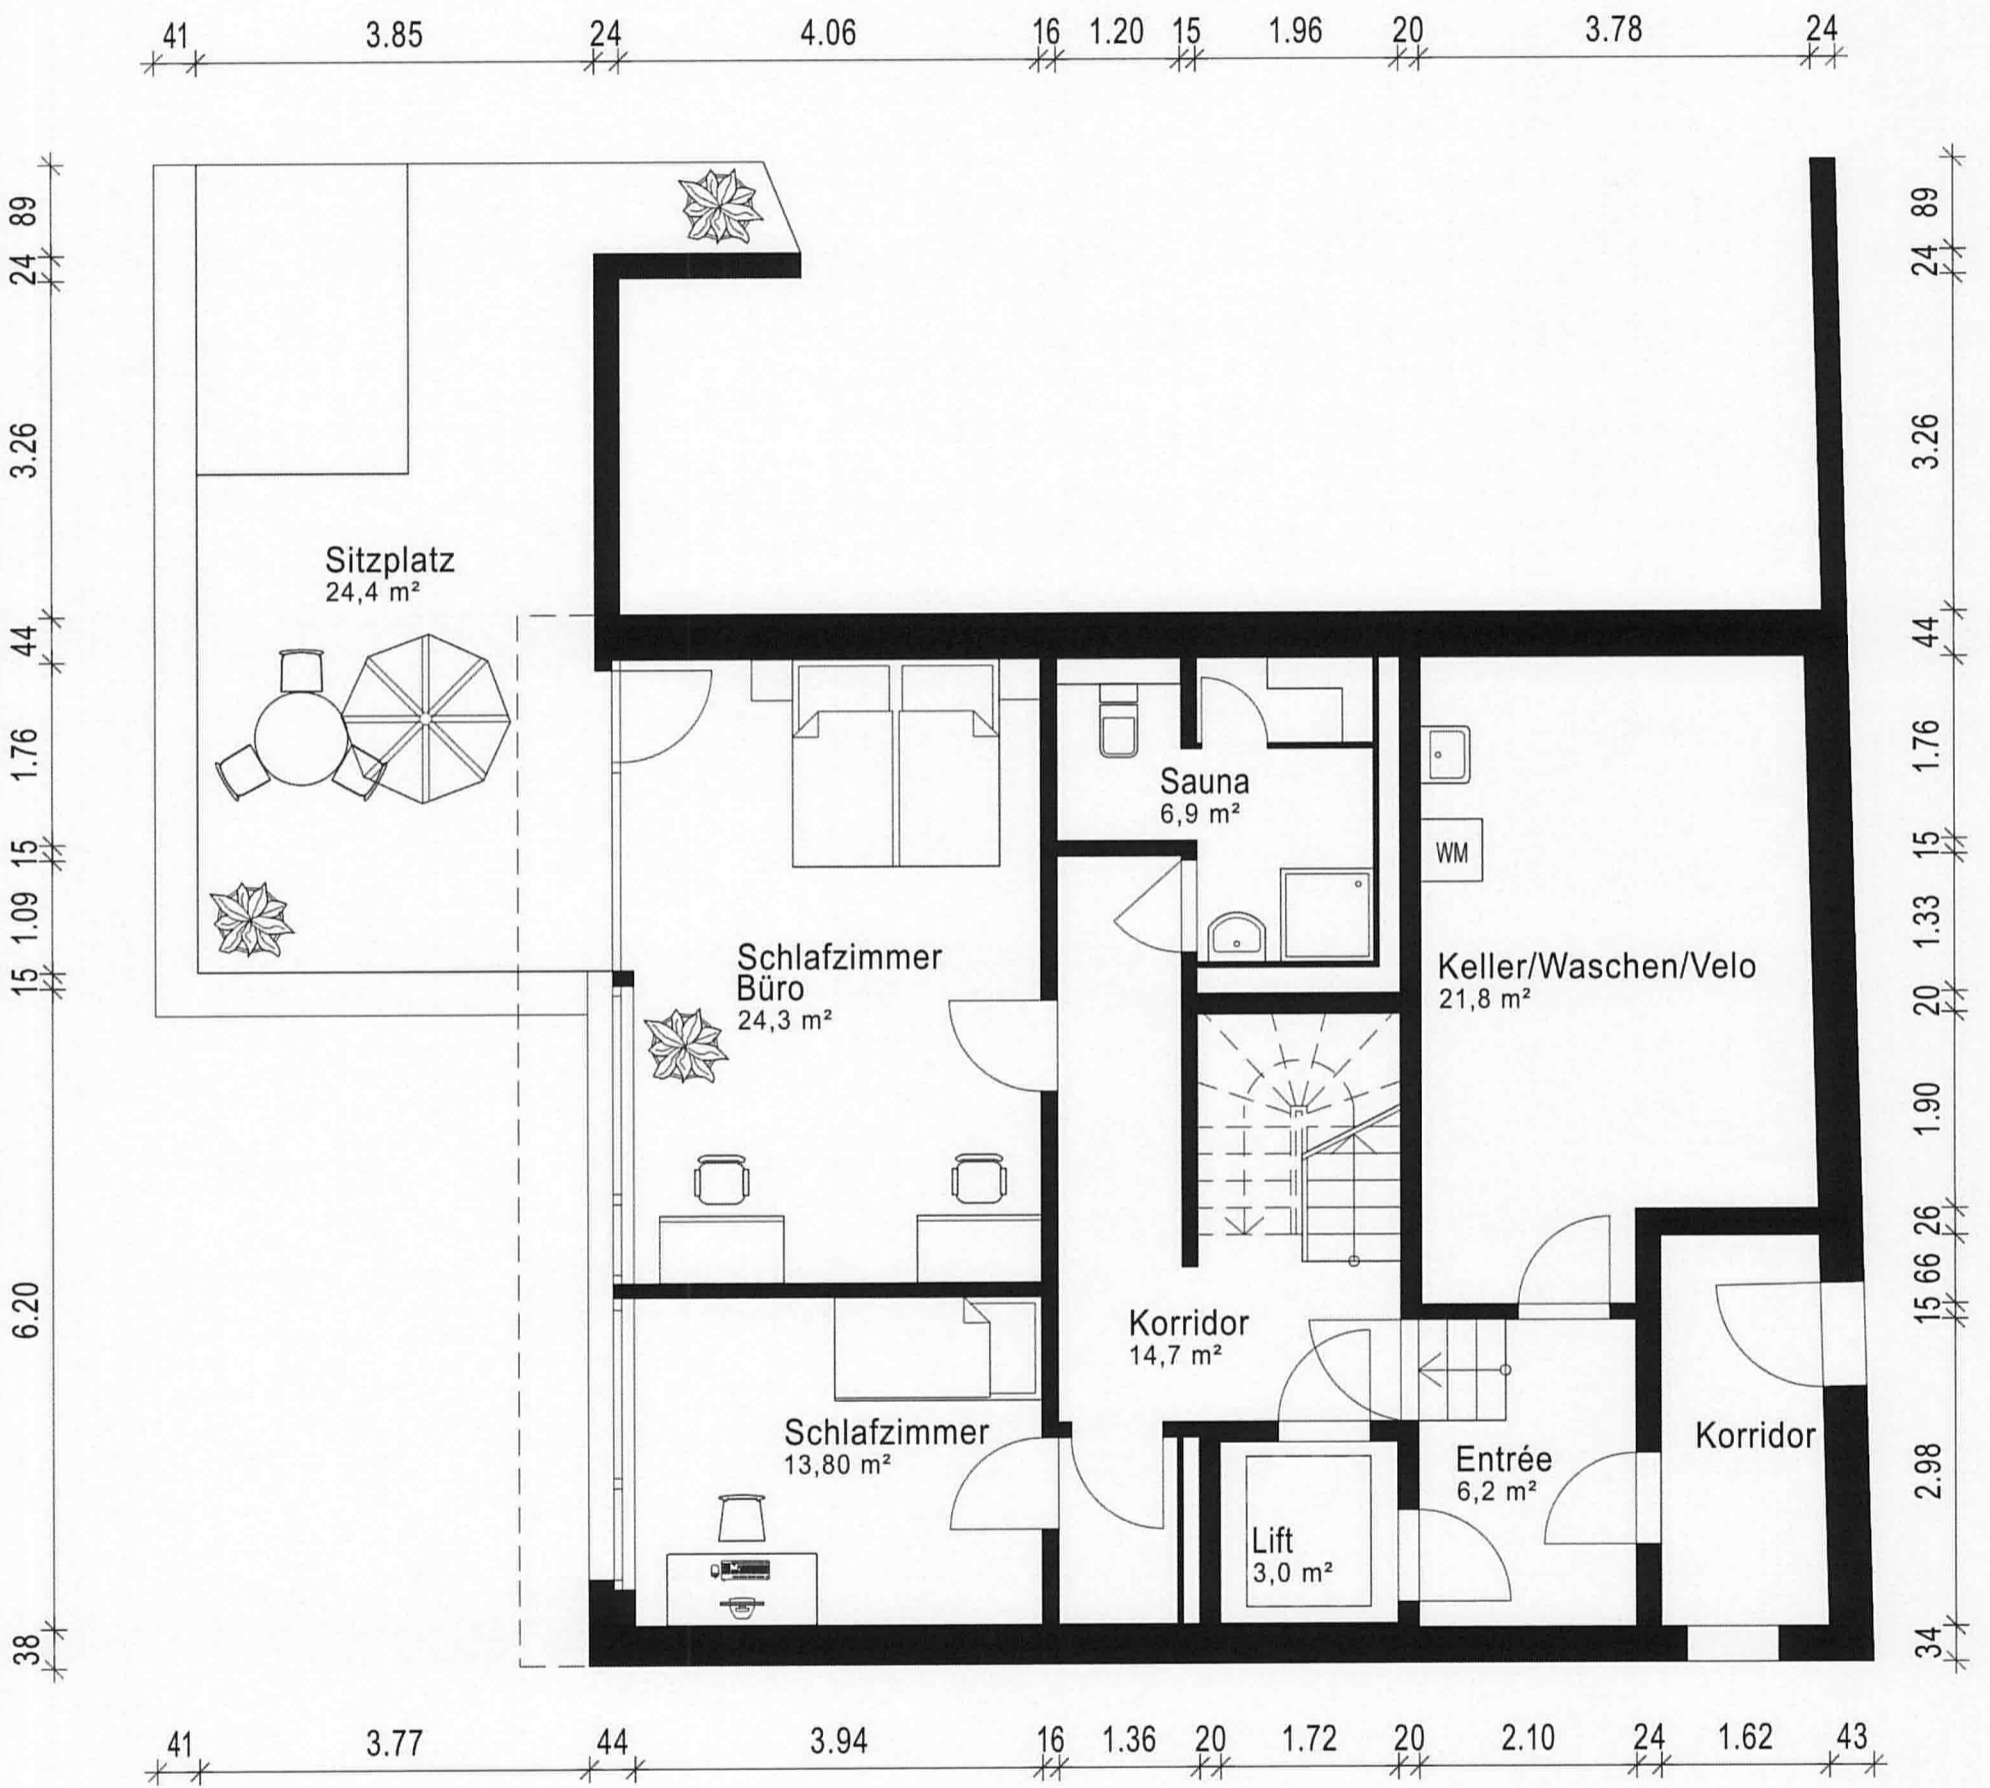 41 3.85 24 4.06 16 1.20 15 1.96 20 3.78 24
89
24
3.26
44
1.76
15
1.09
15
6.20
38
89
24
3.26
44
1.76
15
1.33
20
1.90
26
66
15
2.98
34
Sitzplatz
24,4 m²
Sauna
6,9 m²
WM
Schlafzimmer
Büro
24,3 m²
Keller/Waschen/Velo
21,8 m²
Korridor
14,7 m²
Schlafzimmer
13,80 m²
Entrée
6,2 m²
Korridor
Lift
3,0 m²
41 3.77 44 3.94 16 1.36 20 1.72 20 2.10 24 1.62 43